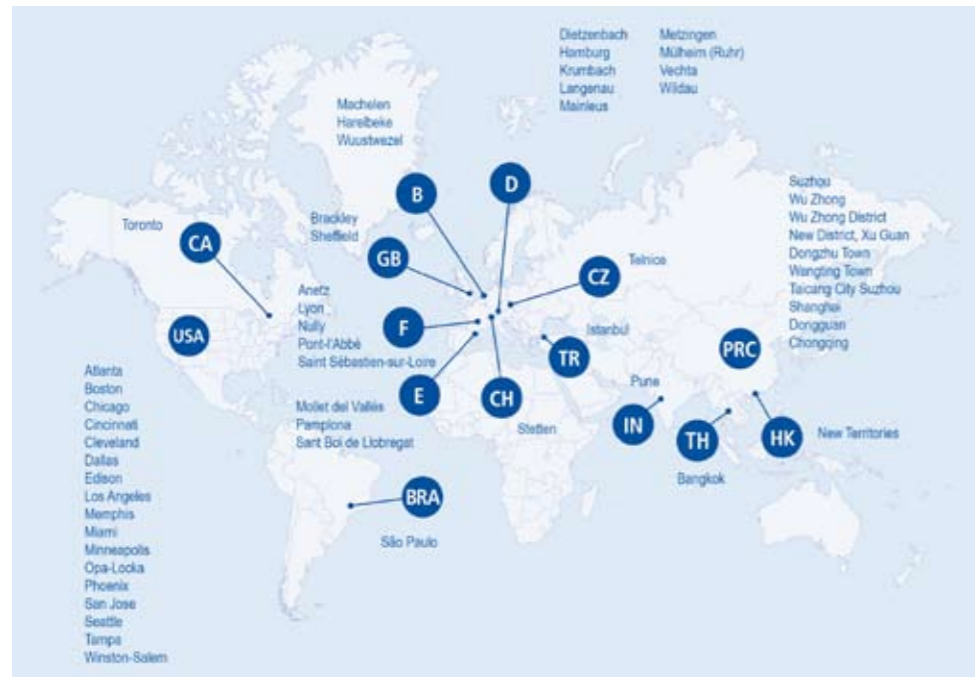 Dietzenbach
Hamburg
Krumbach
Langenau
Mainleus
Metzingen
Mülheim (Ruhr)
Vechta
Wildau
Machelen
Harelbeke
Wuustwezel
B
D
Toronto
CA
Brackley
Sheffield
GB
CZ
Telnice
Suzhou
Wu Zhong
Wu Zhong District
New District, Xu Guan
Dongzhu Town
Wangting Town
Taicang City Suzhou
Shanghai
Dongguan
Chongqing
USA
Anetz
Lyon
Nully
Pont-l'Abbé
Saint Sébastien-sur-Loire
F
Istanbul
TR
PRC
Atlanta
Boston
Chicago
Cincinnati
Cleveland
Dallas
Edison
Los Angeles
Memphis
Miami
Minneapolis
Opa-Locka
Phoenix
San Jose
Seattle
Tampa
Winston-Salem
Mollet del Vallès
Pamplona
Sant Boi de Llobregat
E
CH
Stetten
Pune
IN
TH
Bangkok
HK
New Territories
BRA
São Paulo